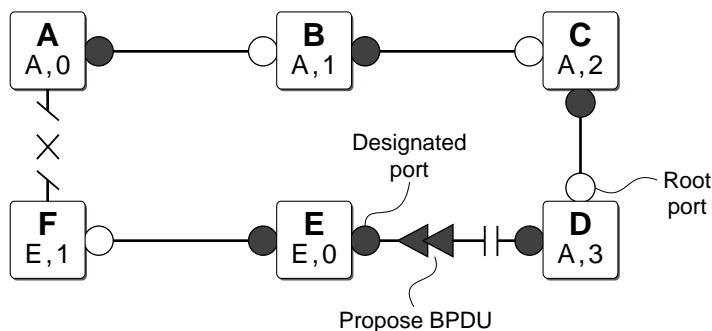 A
A,0
B
A,1
C
A,2
Designated
port
Root
port
F
E,1
E
E,0
D
A,3
Propose BPDU